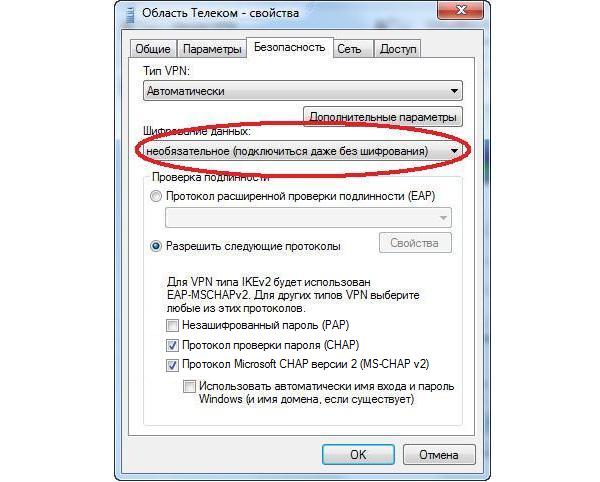 Область Телеком - свойства
Общие Параметры Безопасность Сеть Доступ
Тип VPN:
Автоматически
Дополнительные параметры
Шифрование данных:
необязательное (подключиться даже без шифрования)
Проверка подлинности
Протокол расширенной проверки подлинности (EAP)
Свойства
Разрешить следующие протоколы
Для VPN типа IKEv2 будет использован
EAP-MSCHAPv2. Для других типов VPN выберите
любые из этих протоколов.
Незашифрованный пароль (PAP)
Протокол проверки пароля (CHAP)
Протокол Microsoft CHAP версии 2 (MS-CHAP v2)
Использовать автоматически имя входа и пароль
Windows (и имя домена, если существует)
OK Отмена